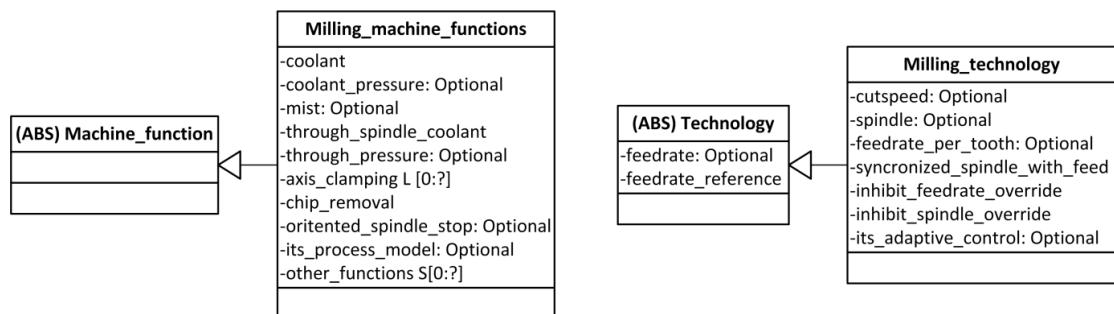 Milling_machine_functions
-coolant
-coolant_pressure: Optional
-mist: Optional
-through_spindle_coolant
-through_pressure: Optional
-axis_clamping L [0:?]
-chip_removal
-oritented_spindle_stop: Optional
-its_process_model: Optional
-other_functions S[0:?]
(ABS) Machine_function
Milling_technology
-cutspeed: Optional
-spindle: Optional
-feedrate_per_tooth: Optional
-syncronized_spindle_with_feed
-inhibit_feedrate_override
-inhibit_spindle_override
-its_adaptive_control: Optional
(ABS) Technology
-feedrate: Optional
-feedrate_reference